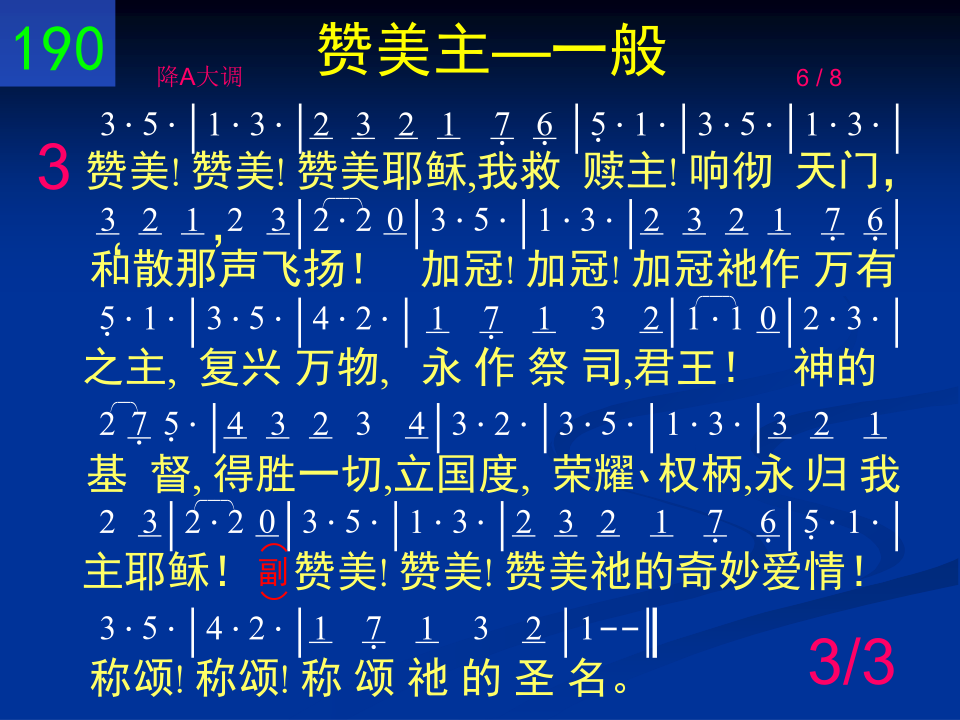 190
赞美主—一般
降A大调
6 / 8
3·5·|1·3·|2 3 2 1 7 6|5·1·|3·5·|1·3·|
3
赞美! 赞美! 赞美耶稣,我救 赎主! 响彻 天门，
3 2 1 2 3|2·2 0|3·5·|1·3·|2 3 2 1 7 6|
和散那声飞扬！ 加冠! 加冠! 加冠祂作 万有
5·1·|3·5·|4·2·|1 7 1 3 2|1·1 0|2·3·|
之主, 复兴 万物, 永 作 祭 司,君王！ 神的
2 7 5·|4 3 2 3 4|3·2·|3·5·|1·3·|3 2 1
基 督, 得胜一切,立国度, 荣耀、权柄,永 归 我
2 3|2·2 0|3·5·|1·3·|2 3 2 1 7 6|5·1·|
主耶稣！（副）赞美! 赞美! 赞美祂的奇妙爱情！
3·5·|4·2·|1 7 1 3 2|1--‖
称颂! 称颂! 称 颂 祂 的 圣 名。
3/3